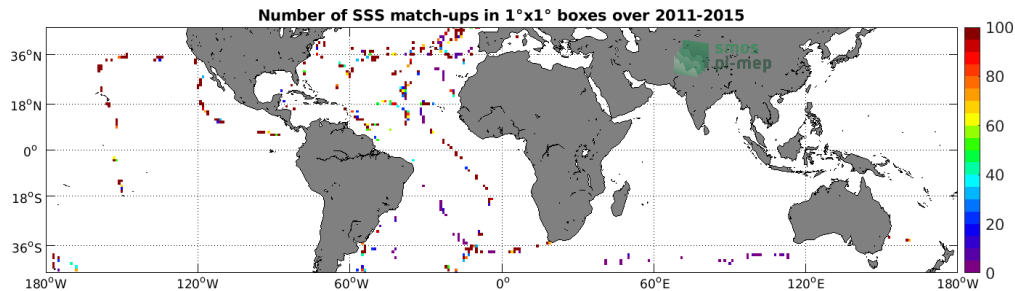 Number of SSS match-ups in 1°x1° boxes over 2011-2015
smos
pi-mep
36°N
18°N
0°
18°S
36°S
180°W
120°W
60°W
0°
60°E
120°E
180°W
100
80
60
40
20
0